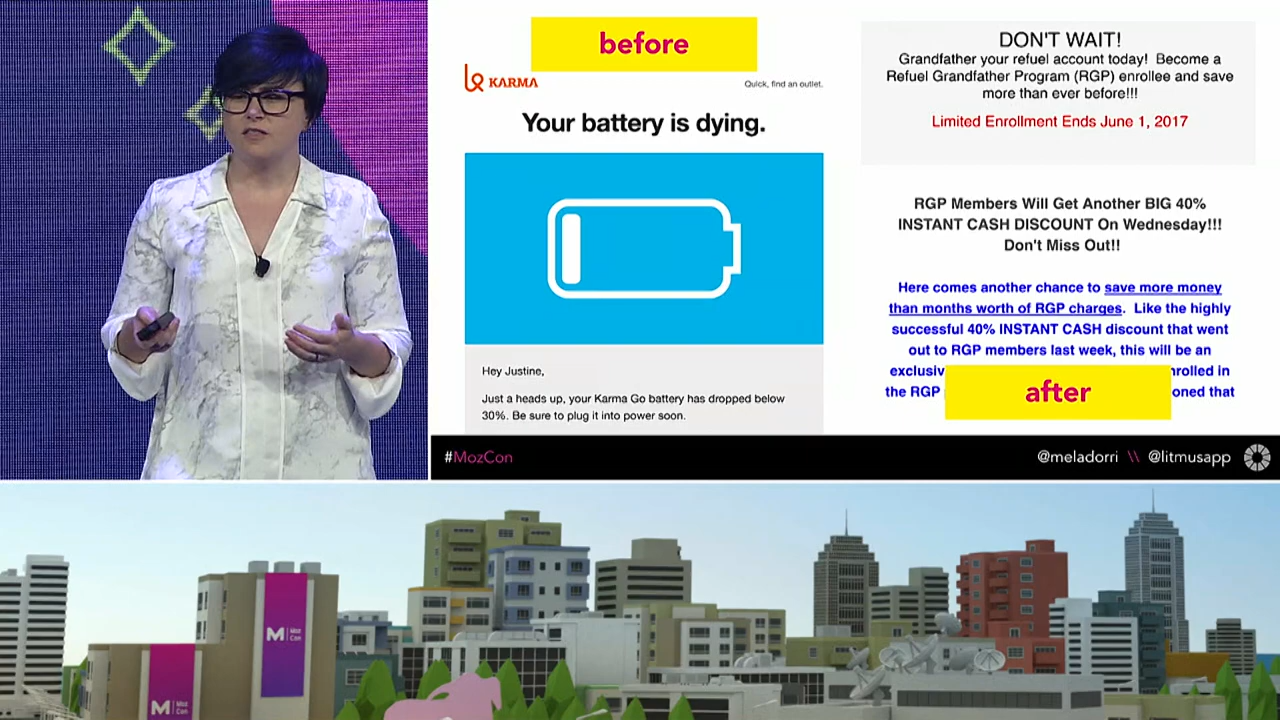 before
KARMA
Quick, find an outlet.
Your battery is dying.
Hey Justine,
Just a heads up, your Karma Go battery has dropped below
30%. Be sure to plug it into power soon.
DON'T WAIT!
Grandfather your refuel account today! Become a
Refuel Grandfather Program (RGP) enrollee and save
more than ever before!!!
Limited Enrollment Ends June 1, 2017
RGP Members Will Get Another BIG 40%
INSTANT CASH DISCOUNT On Wednesday!!!
Don't Miss Out!!
Here comes another chance to save more money
than months worth of RGP charges. Like the highly
successful 40% INSTANT CASH discount that went
out to RGP members last week, this will be an
exclusiv nrolled in
the RGP oned that
after
#MozCon
@meladorri \\ @litmusapp
M Moz
Con
M Moz
Con